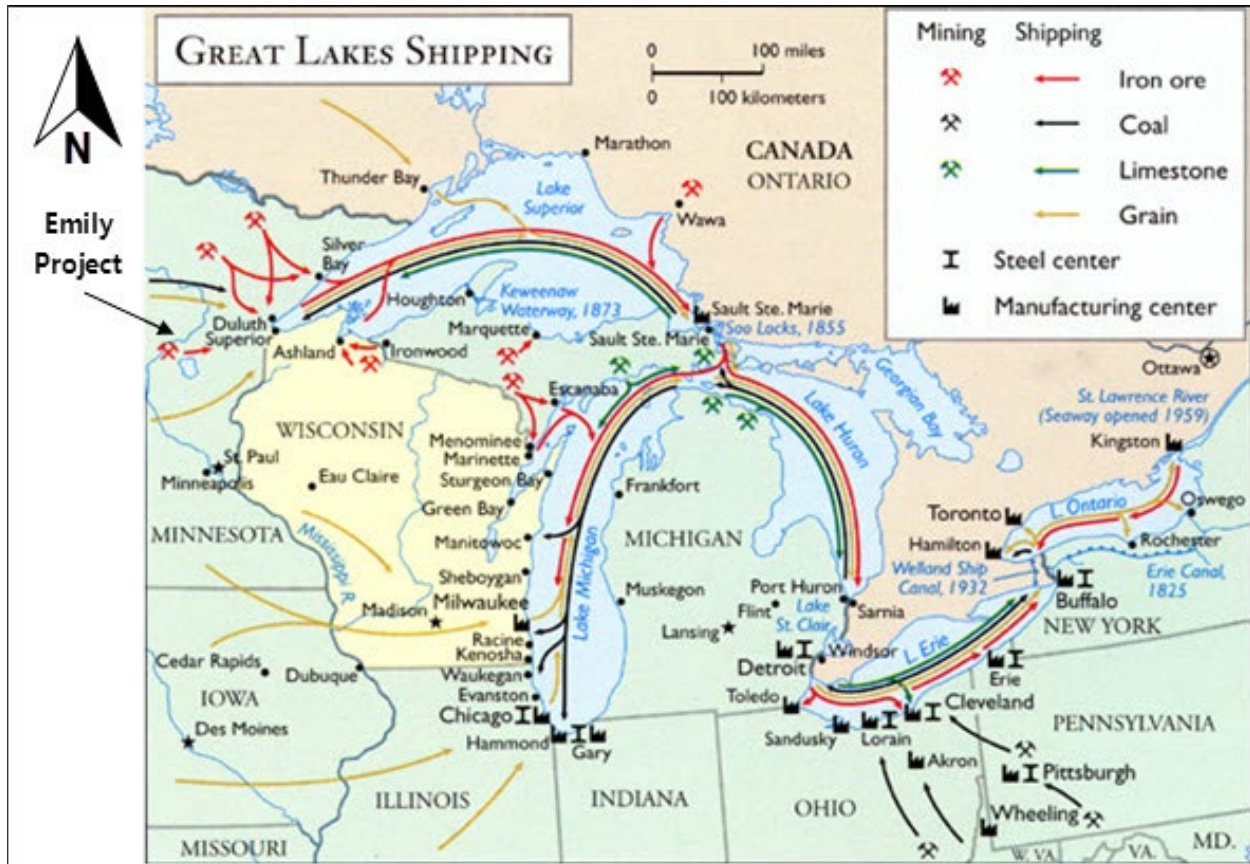 GREAT LAKES SHIPPING
0 100 miles
0 100 kilometers
Mining Shipping
Iron ore
Coal
Limestone
Grain
Steel center
Manufacturing center
N
Emily
Project
CANADA
ONTARIO
Marathon
Thunder Bay
Lake
Superior
Wawa
Silver
Bay
Houghton
Keweenaw
Waterway, 1873
Sault Ste. Marie
Soo Locks, 1855
Sault Ste. Marie
Duluth
Superior
Marquette
Ashland
Ironwood
Escanaba
Ottawa
Georgian Bay
Lake Huron
St. Lawrence River
(Seaway opened 1959)
Kingston
WISCONSIN
St. Paul
Minneapolis
Eau Claire
Menominee
Marinette
Sturgeon Bay
Green Bay
Frankfort
MINNESOTA
Mississippi R.
Manitowoc
MICHIGAN
Lake Michigan
Toronto
L. Ontario
Oswego
Hamilton
Rochester
Welland Ship
Canal, 1932
Erie Canal,
1825
Sheboygan
Milwaukee
Madison
Muskegon
Port Huron
Flint
Lake
St. Clair
Sarnia
Buffalo
NEW YORK
Racine
Kenosha
Lansing
Windsor
Detroit
L. Erie
Erie
Cedar Rapids
Dubuque
Waukegan
Evanston
IOWA
Des Moines
Chicago
Hammond
Gary
Toledo
Cleveland
Sandusky
Lorain
PENNSYLVANIA
Akron
Pittsburgh
Wheeling
ILLINOIS
INDIANA
OHIO
MISSOURI
W. VA.
VA.
MD.